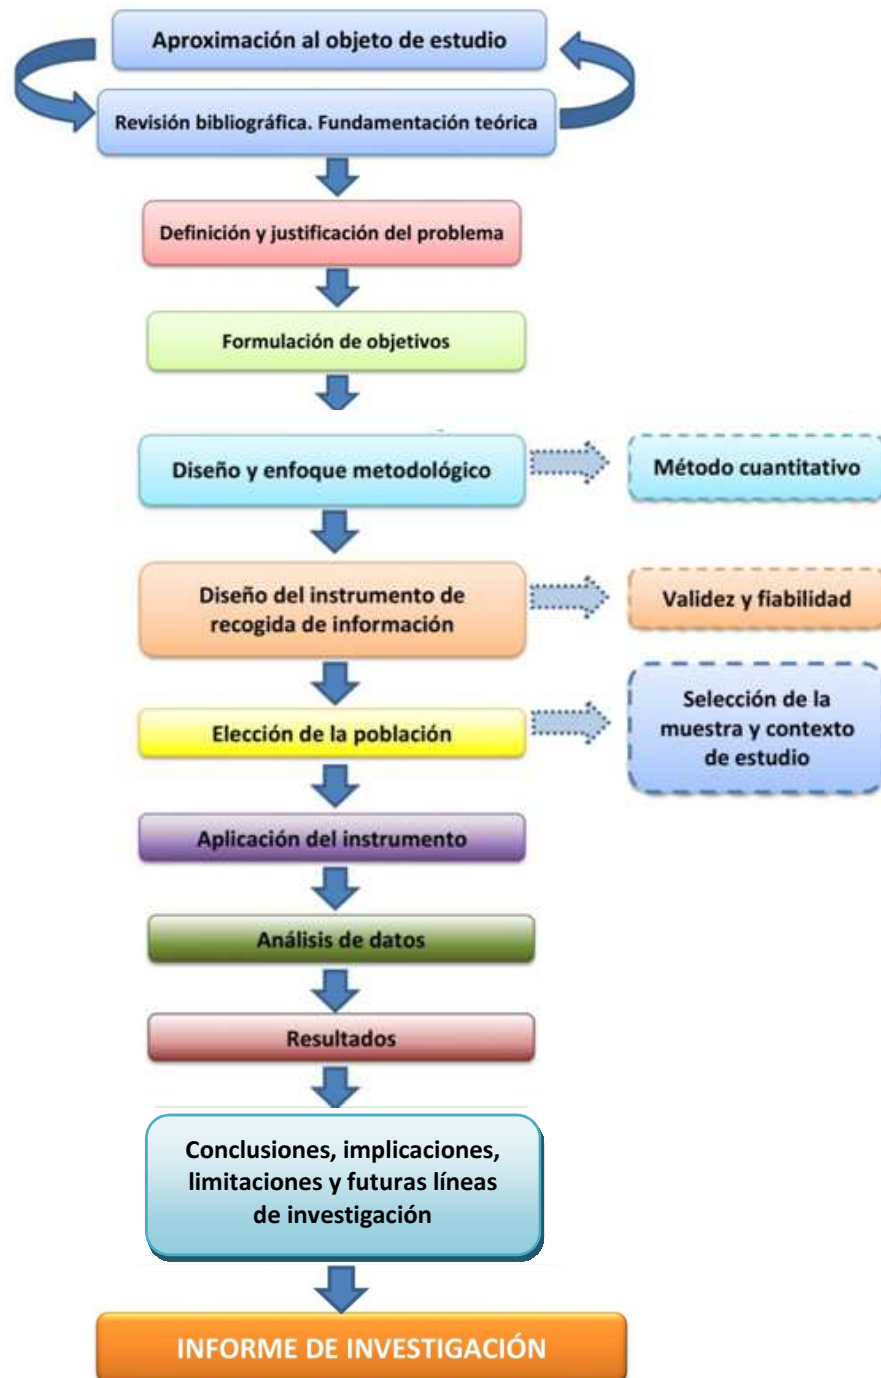 Aproximación al objeto de estudio
Revisión bibliográfica. Fundamentación teórica
Definición y justificación del problema
Formulación de objetivos
Diseño y enfoque metodológico
Método cuantitativo
Diseño del instrumento de
recogida de información
Validez y fiabilidad
Elección de la población
Selección de la
muestra y contexto
de estudio
Aplicación del instrumento
Análisis de datos
Resultados
Conclusiones, implicaciones,
limitaciones y futuras líneas
de investigación
INFORME DE INVESTIGACIÓN